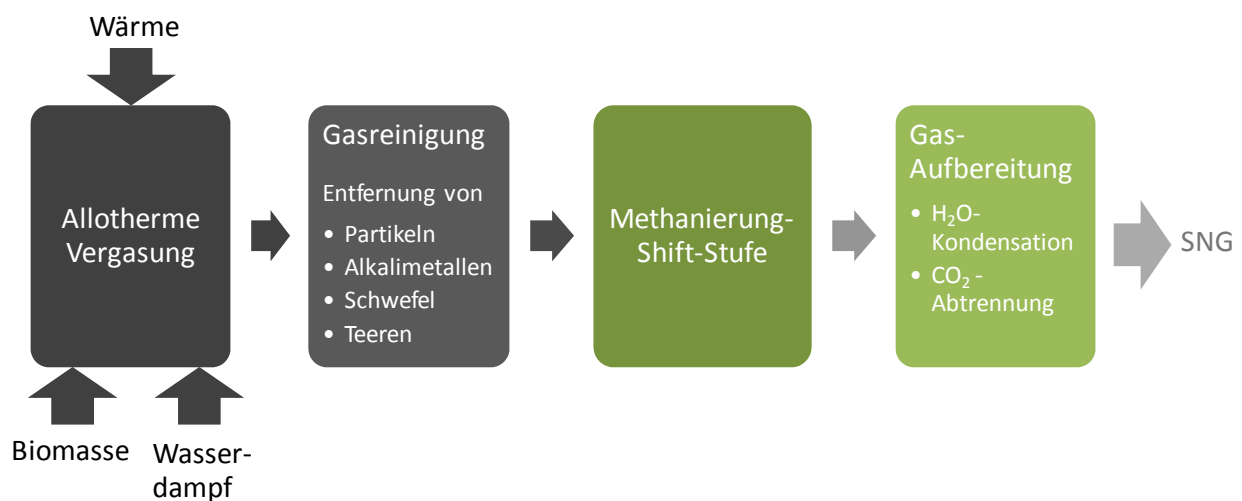 Wärme
Allotherme
Vergasung
Biomasse
Wasser-
dampf
Gasreinigung
Entfernung von
• Partikeln
• Alkalimetallen
• Schwefel
• Teeren
Methanierung-
Shift-Stufe
Gas-
Aufbereitung
• H₂O-
Kondensation
• CO₂ -
Abtrennung
SNG